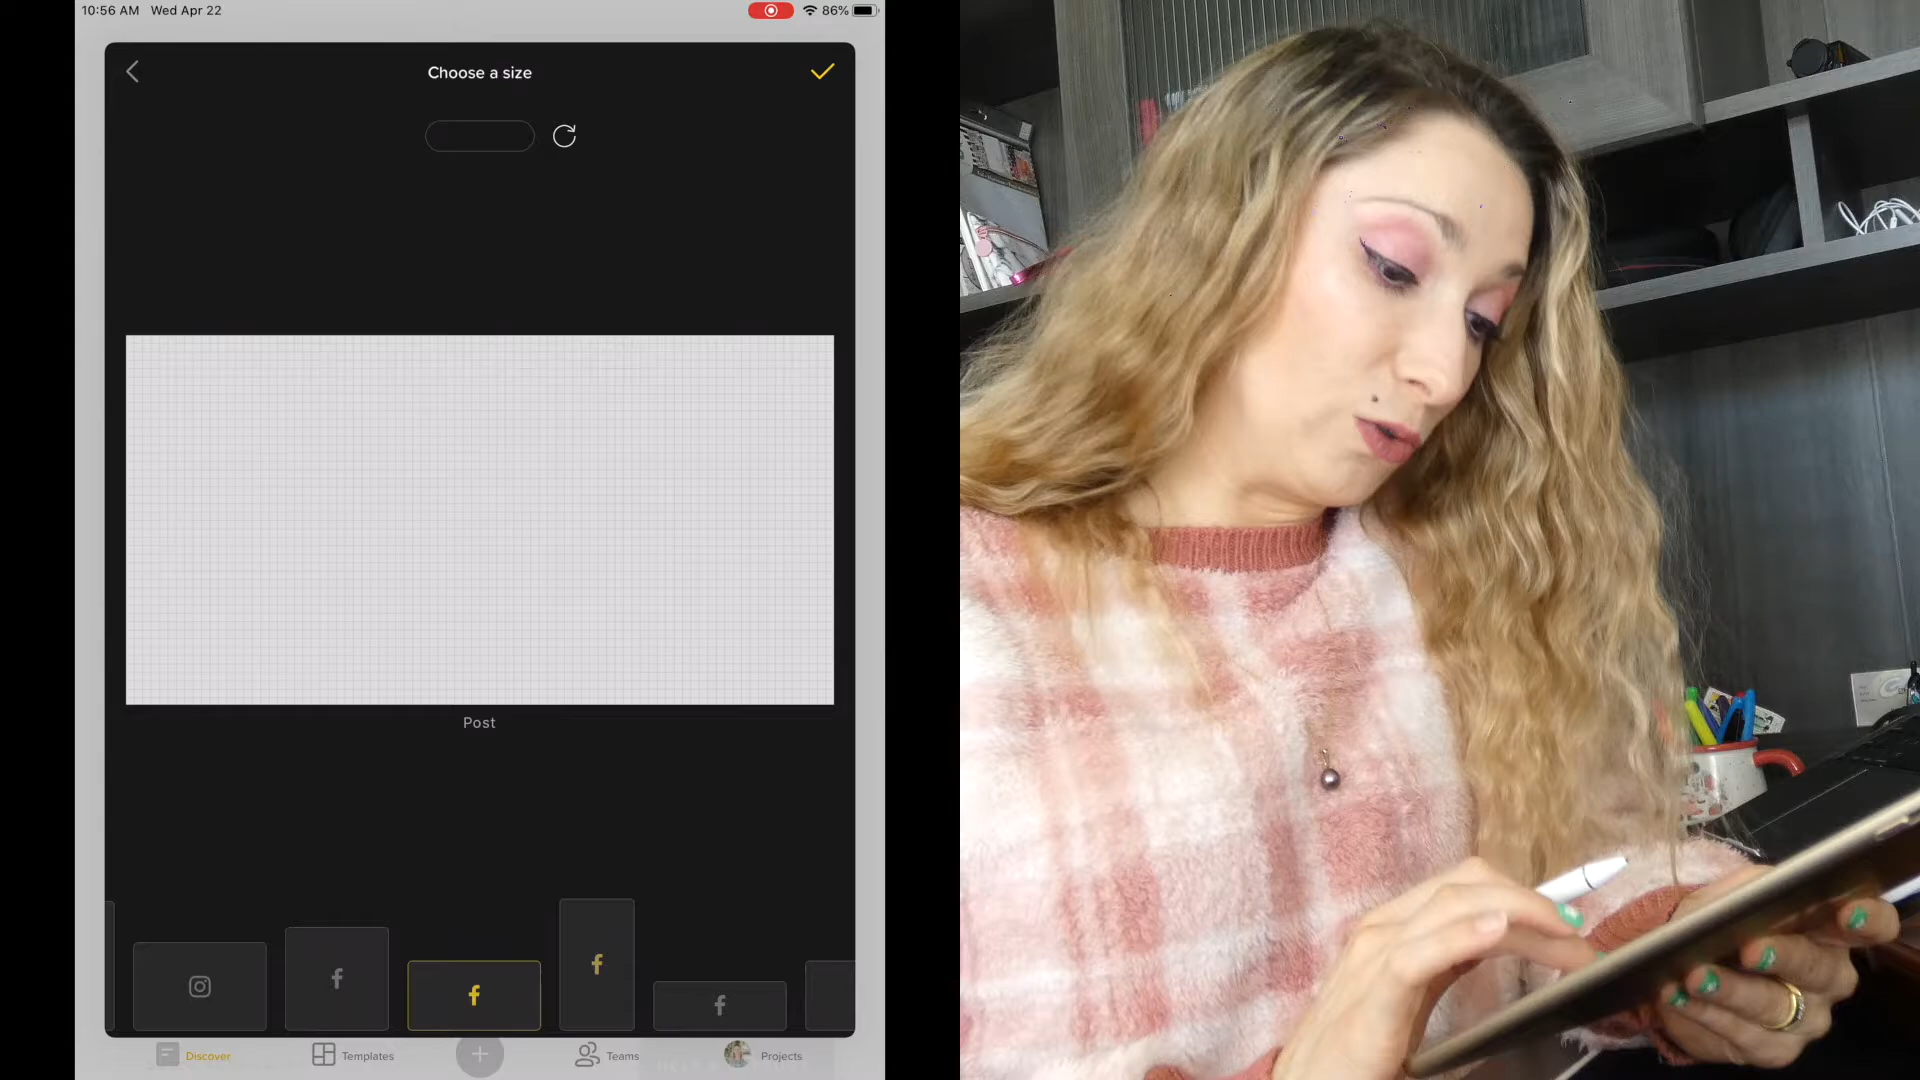 10:56 AM Wed Apr 22
86%
Choose a size
Post
Discover
Templates
Teams
Projects